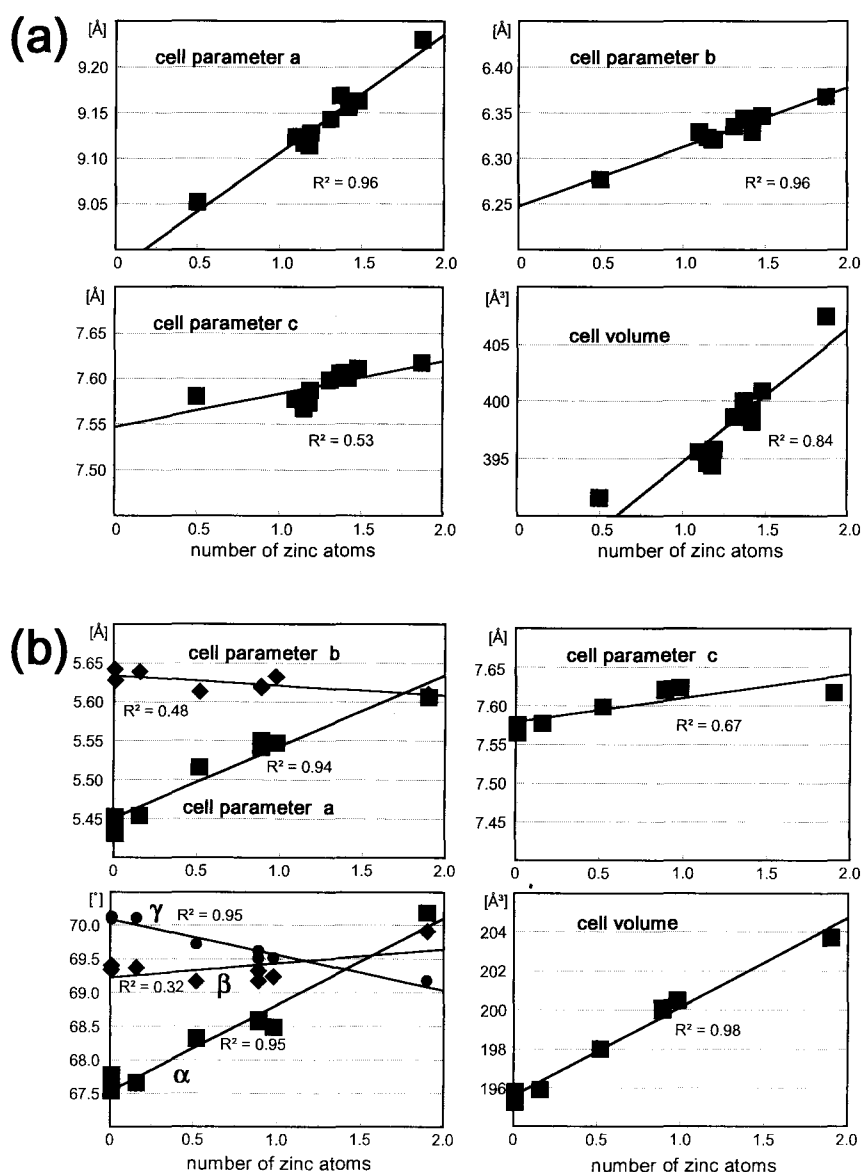 (a)
[Å]
cell parameter a
9.20
9.15
9.10
9.05
R² = 0.96
0 0.5 1.0 1.5 2.0
[Å]
cell parameter b
6.40
6.35
6.30
6.25
R² = 0.96
0 0.5 1.0 1.5 2.0
[Å]
cell parameter c
7.65
7.60
7.55
7.50
R² = 0.53
0 0.5 1.0 1.5 2.0
number of zinc atoms
[Å³]
cell volume
405
400
395
R² = 0.84
0 0.5 1.0 1.5 2.0
number of zinc atoms
(b)
[Å]
cell parameter b
5.65
5.60
5.55
5.50
5.45
R² = 0.48
R² = 0.94
cell parameter a
0 0.5 1.0 1.5 2.0
[Å]
cell parameter c
7.65
7.60
7.55
7.50
7.45
R² = 0.67
0 0.5 1.0 1.5 2.0
[°]
70.0
69.5
69.0
68.5
68.0
67.5
γ
R² = 0.95
R² = 0.32
β
R² = 0.95
α
0 0.5 1.0 1.5 2.0
number of zinc atoms
[Å³]
cell volume
204
202
200
198
196
R² = 0.98
0 0.5 1.0 1.5 2.0
number of zinc atoms